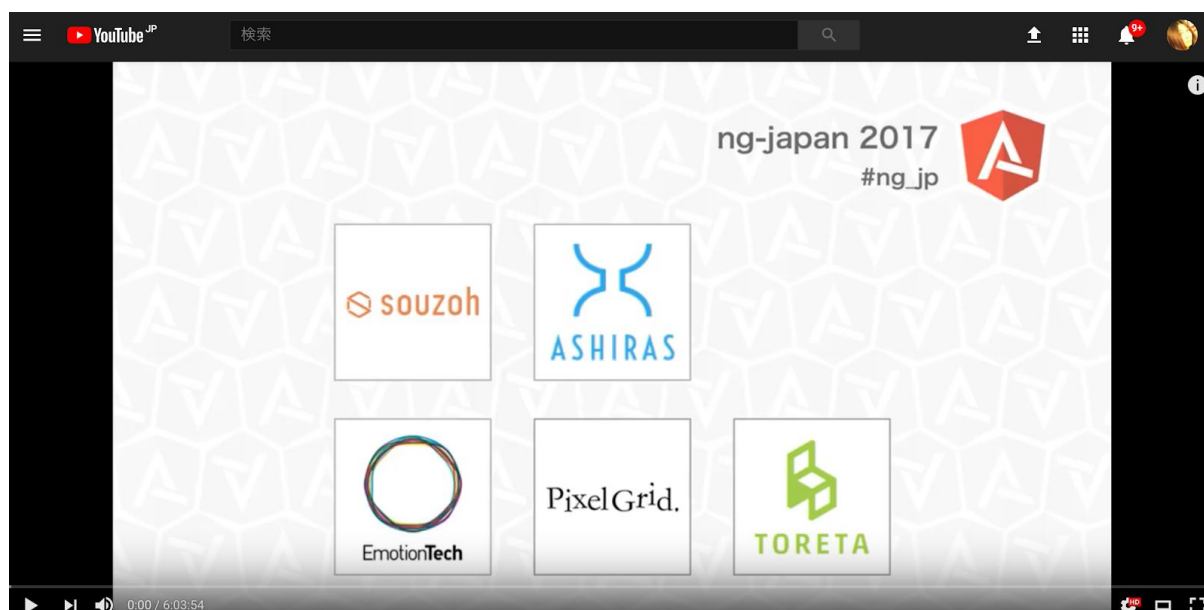 YouTube JP
検索
9+
ng-japan 2017
#ng_jp
souzoh
ASHIRAS
EmotionTech
PixelGrid.
TORETA
0:00 / 6:03:54
HD